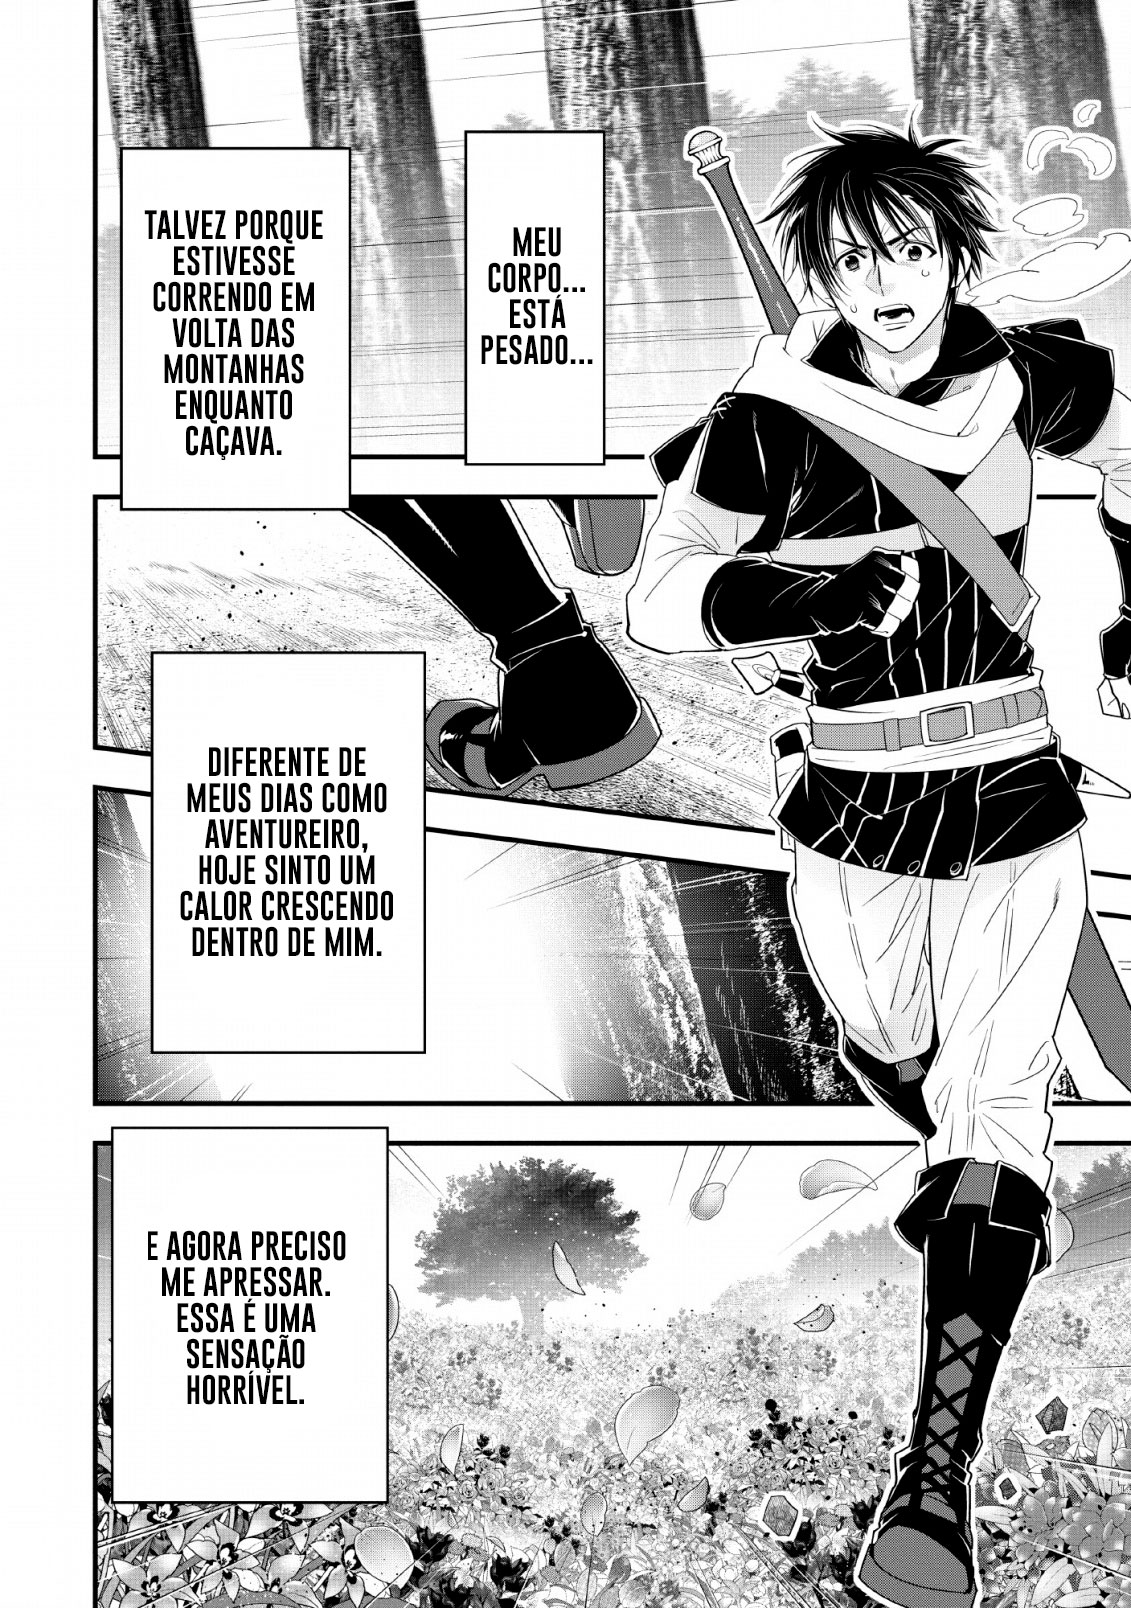 MEU
CORPO...
ESTÁ
PESADO...
TALVEZ PORQUE
ESTIVESSE
CORRENDO EM
VOLTA DAS
MONTANHAS
ENQUANTO
CAÇAVA.
DIFERENTE DE
MEUS DIAS COMO
AVENTUREIRO,
HOJE SINTO UM
CALOR CRESCENDO
DENTRO DE MIM.
E AGORA PRECISO
ME APRESSAR.
ESSA É UMA
SENSAÇÃO
HORRÍVEL.